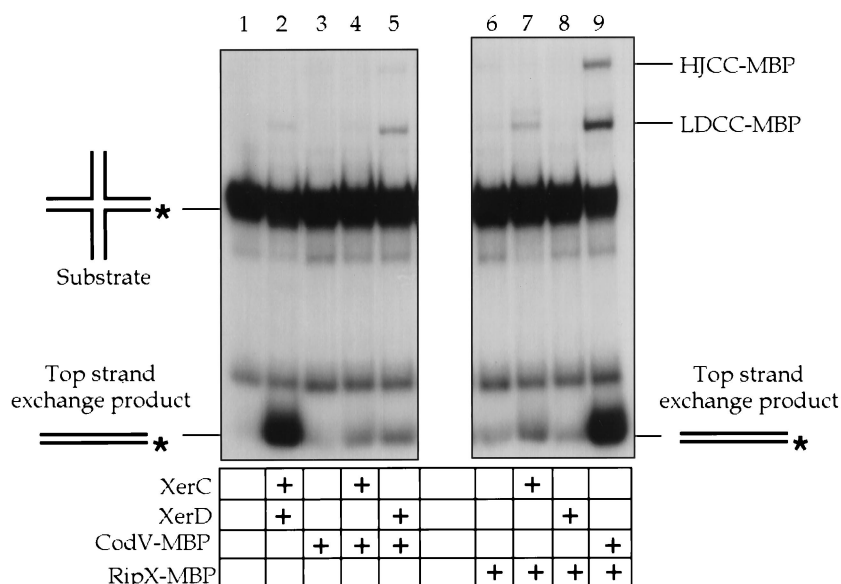 1 2 3 4 5 6 7 8 9
HJCC-MBP
LDCC-MBP
*
Substrate
Top strand
exchange product
*
Top strand
exchange product
*
XerC + + +
XerD + + +
CodV-MBP + + + +
RipX-MBP + + + +